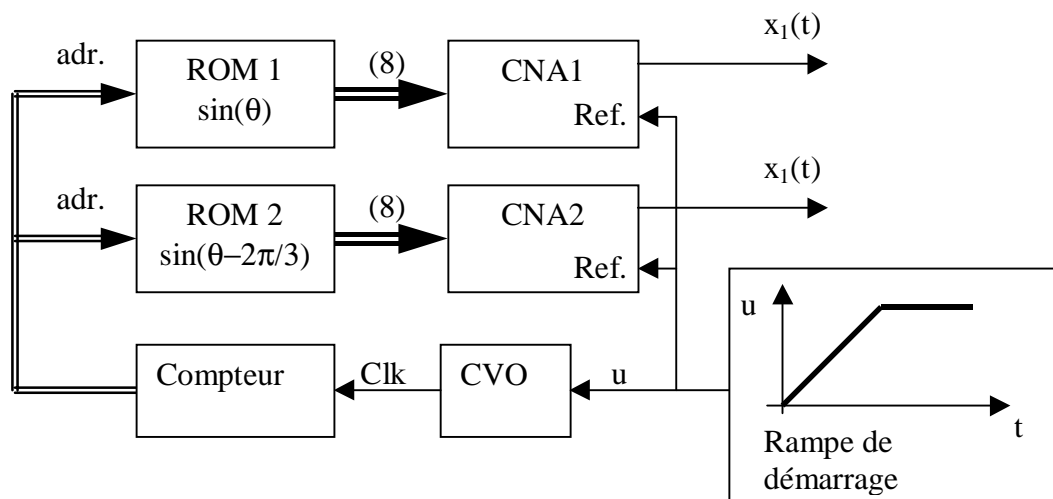 x₁(t)
adr.
ROM 1
sin(θ)
(8)
CNA1
Ref.
x₁(t)
adr.
ROM 2
sin(θ−2π/3)
(8)
CNA2
Ref.
Compteur
Clk
CVO
u
u
t
Rampe de
démarrage